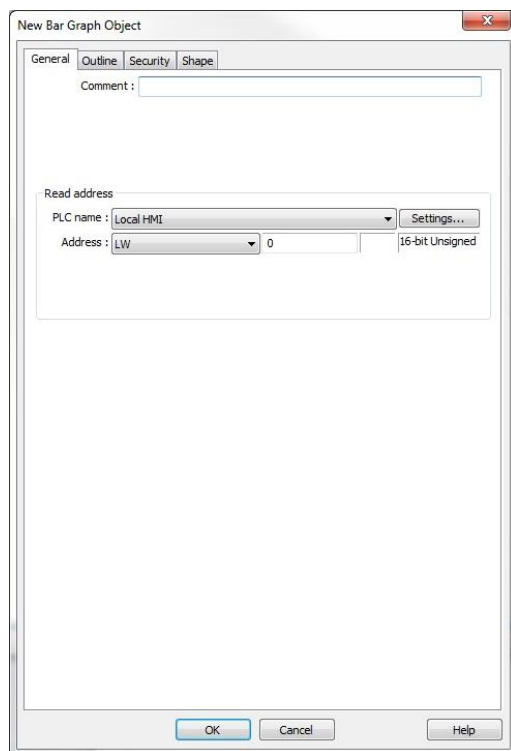 New Bar Graph Object
General Outline Security Shape
Comment :
Read address
PLC name : Local HMI Settings...
Address : LW 0 16-bit Unsigned
OK Cancel Help